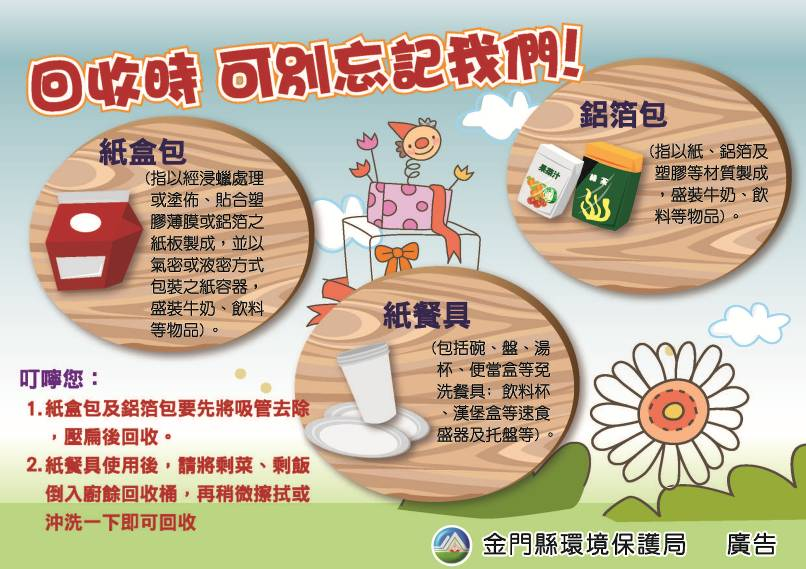 回收時 可別忘記我們!
紙盒包
(指以經浸蠟處理
或塗佈、貼合塑
膠薄膜或鋁箔之
紙板製成，並以
氣密或液密方式
包裝之紙容器，
盛裝牛奶、飲料
等物品)。
鋁箔包
(指以紙、鋁箔及
塑膠等材質製成
，盛裝牛奶、飲
料等物品)。
果菜汁
綠茶
紙餐具
(包括碗、盤、湯
杯、便當盒等免
洗餐具; 飲料杯
、漢堡盒等速食
盛器及托盤等)。
叮嚀您：
1.紙盒包及鋁箔包要先將吸管去除
，壓扁後回收。
2.紙餐具使用後，請將剩菜、剩飯
倒入廚餘回收桶，再稍微擦拭或
沖洗一下即可回收
金門縣環境保護局 廣告